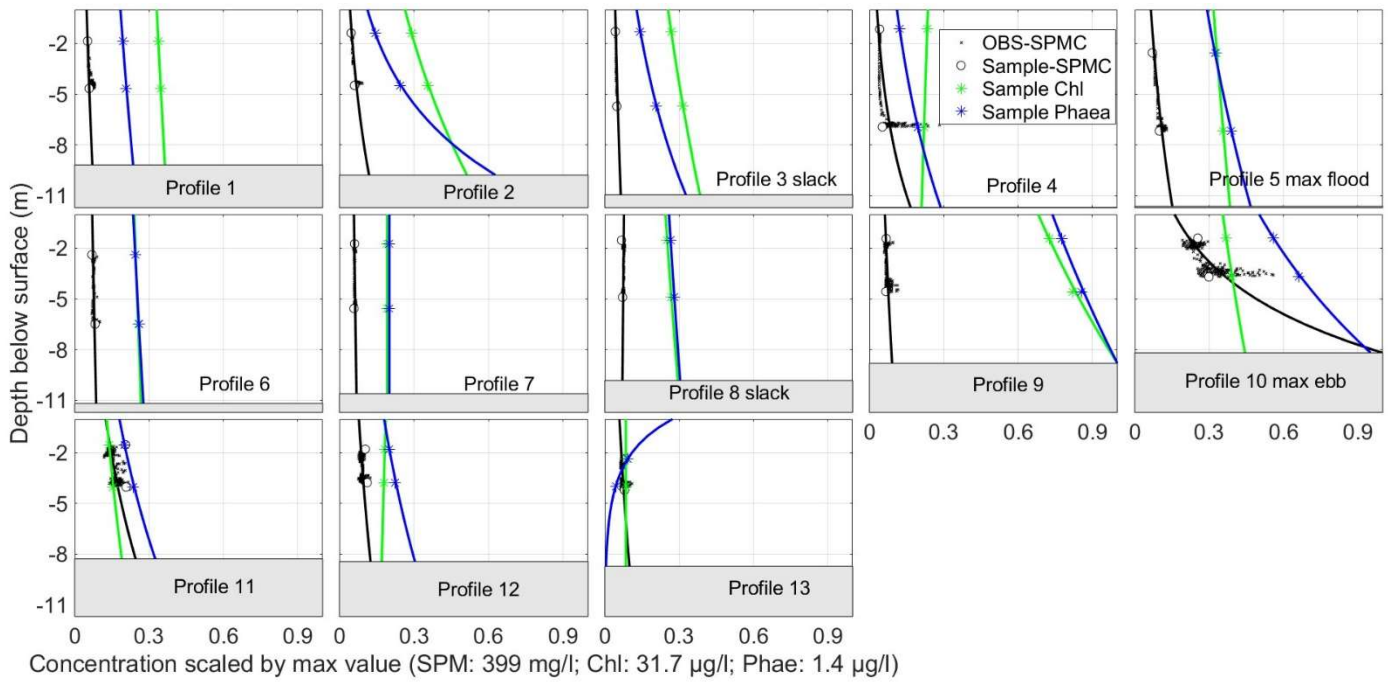 -2
-5
-8
-11
Profile 1
Profile 2
Profile 3 slack
Profile 4
OBS-SPMC
Sample-SPMC
Sample Chl
Sample Phaea
Profile 5 max flood
Depth below surface (m)
-2
-5
-8
-11
Profile 6
Profile 7
Profile 8 slack
Profile 9
Profile 10 max ebb
0 0.3 0.6 0.9
0 0.3 0.6 0.9
-2
-5
-8
-11
Profile 11
Profile 12
Profile 13
0 0.3 0.6 0.9
0 0.3 0.6 0.9
0 0.3 0.6 0.9
Concentration scaled by max value (SPM: 399 mg/l; Chl: 31.7 µg/l; Phae: 1.4 µg/l)